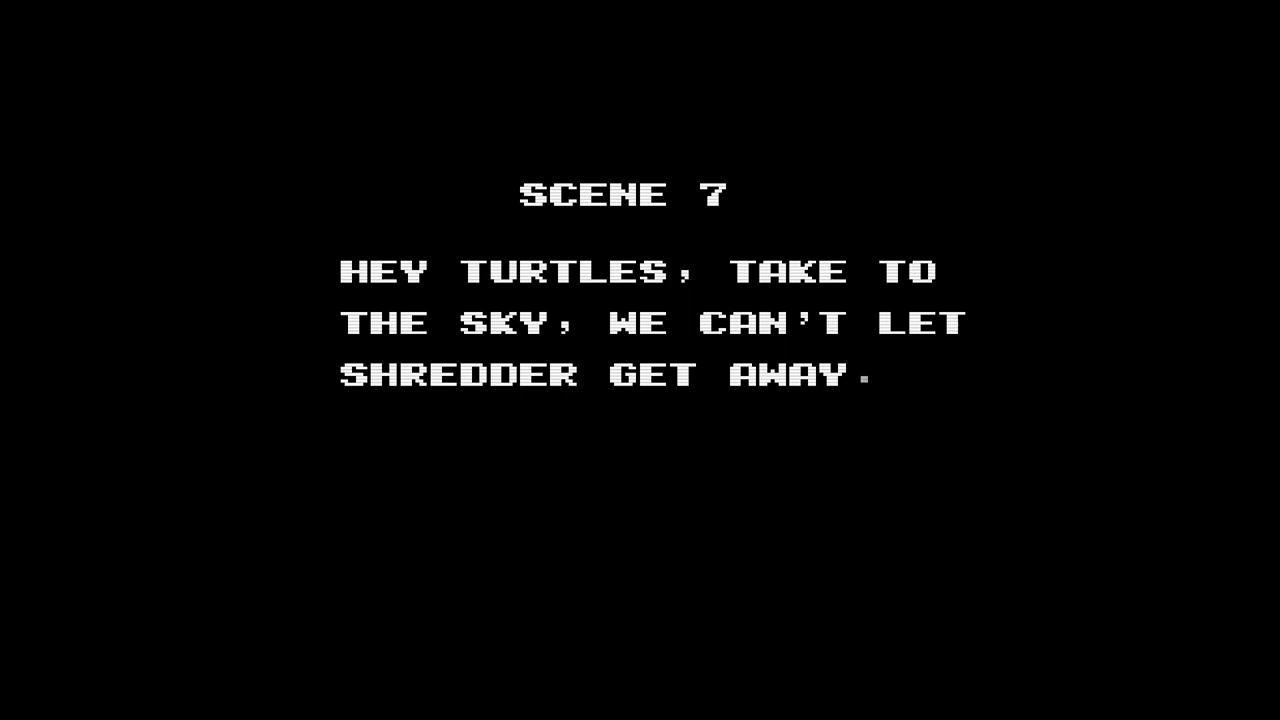 SCENE 7
HEY TURTLES, TAKE TO
THE SKY, WE CAN'T LET
SHREDDER GET AWAY.